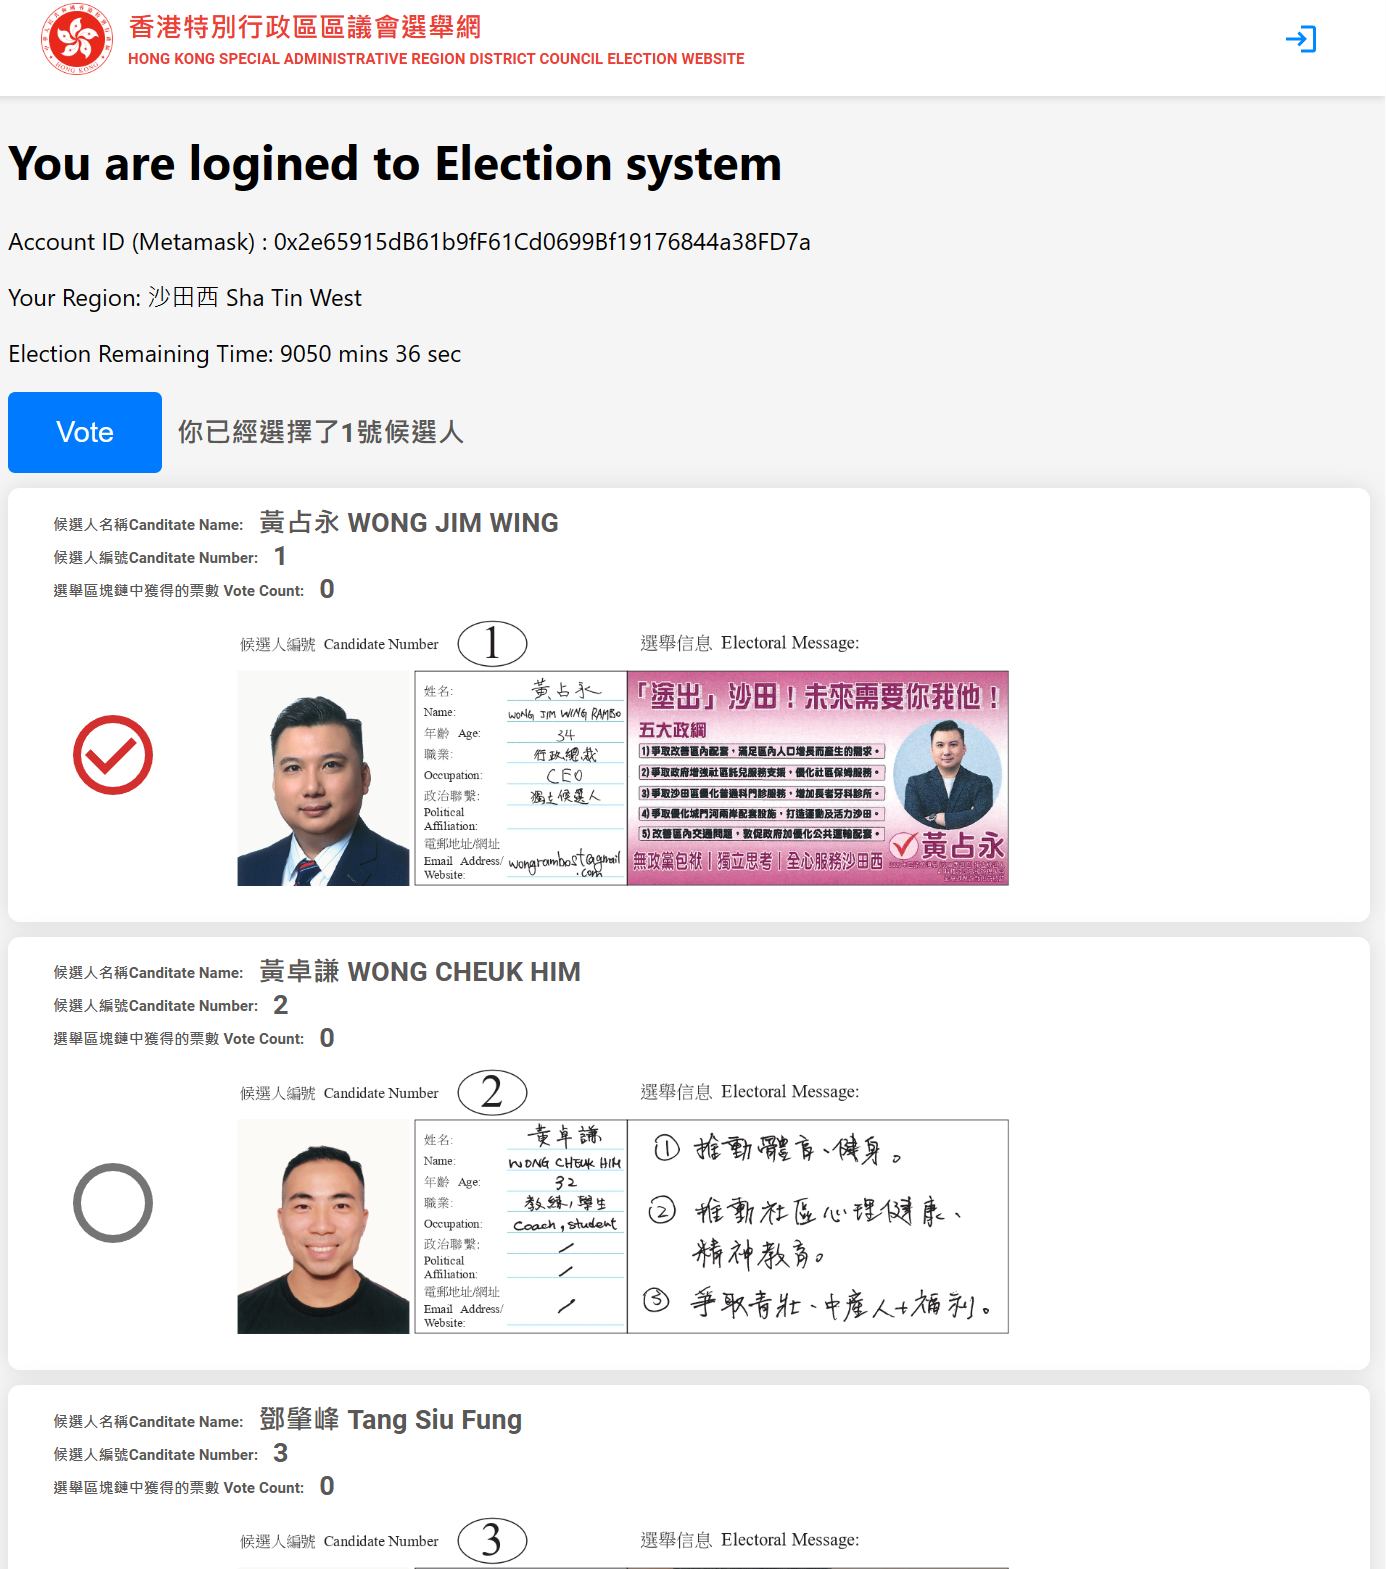 香港特別行政區區議會選舉網
HONG KONG SPECIAL ADMINISTRATIVE REGION DISTRICT COUNCIL ELECTION WEBSITE
You are logined to Election system
Account ID (Metamask) : 0x2e65915dB61b9fF61Cd0699Bf19176844a38FD7a
Your Region: 沙田西 Sha Tin West
Election Remaining Time: 9050 mins 36 sec
Vote 你已經選擇了1號候選人
候選人名稱Canditate Name: 黃占永 WONG JIM WING
候選人編號Canditate Number: 1
選舉區塊鏈中獲得的票數 Vote Count: 0
候選人編號 Candidate Number 1
選舉信息 Electoral Message:
姓名: 黃占永
Name: WONG JIM WING RAMBO
年齡 Age: 34
職業: 行政總裁
Occupation: CEO
政治聯繫: 獨立候選人
Political
Affiliation:
電郵地址/網址
Email Address/ wongrambost@gmail
Website: .com
「塗出」沙田！未來需要你我他！
五大政綱
1) 爭取改善區內配套，滿足區內人口增長而產生的需求。
2) 爭取政府增強社區託兒服務支援，優化社區保姆服務。
3) 爭取沙田區優化普通科門診服務，增加長者牙科診所。
4) 爭取優化城門河兩岸配套設施，打造運動及活力沙田。
5) 改善區內交通問題，敦促政府加優化公共運輸配套。
黃占永
無政黨包袱｜獨立思考｜全心服務沙田西
候選人名稱Canditate Name: 黃卓謙 WONG CHEUK HIM
候選人編號Canditate Number: 2
選舉區塊鏈中獲得的票數 Vote Count: 0
候選人編號 Candidate Number 2
選舉信息 Electoral Message:
姓名: 黃卓謙
Name: WONG CHEUK HIM
年齡 Age: 32
職業: 教練,學生
Occupation: Coach, student
政治聯繫: /
Political
Affiliation: /
電郵地址/網址
Email Address/ /
Website:
① 推動體育、健身。
② 推動社區心理健康、
精神教育。
③ 爭取青壯、中產人士福利。
候選人名稱Canditate Name: 鄧肇峰 Tang Siu Fung
候選人編號Canditate Number: 3
選舉區塊鏈中獲得的票數 Vote Count: 0
候選人編號 Candidate Number 3
選舉信息 Electoral Message: